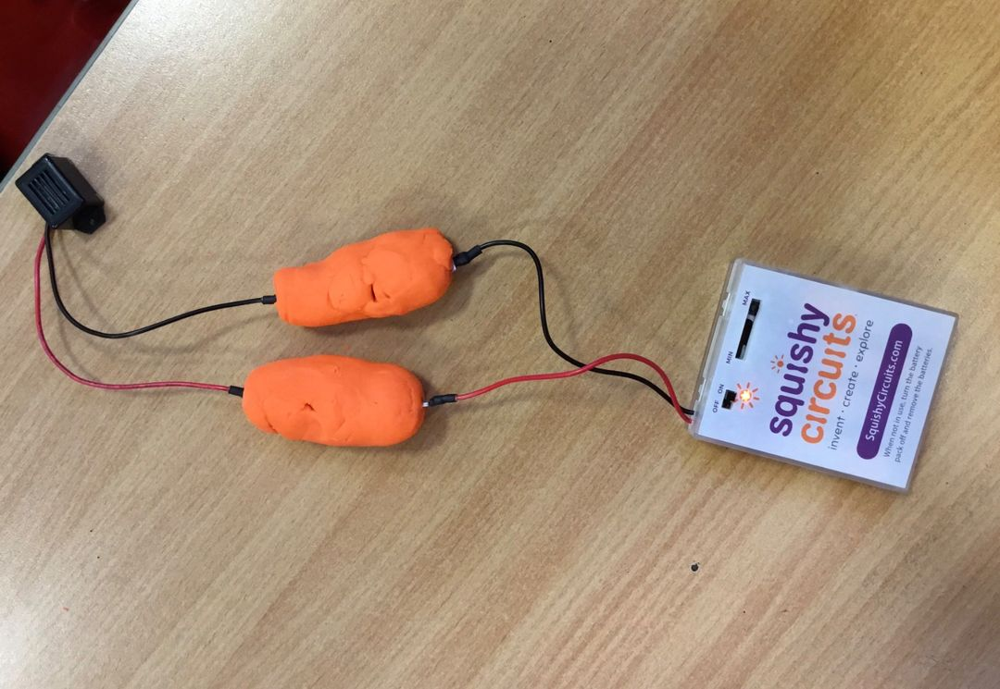 MAX
MIN
ON
OFF
squishy
circuits
invent · create · explore
SquishyCircuits.com
When not in use, turn the battery
pack off and remove the batteries.